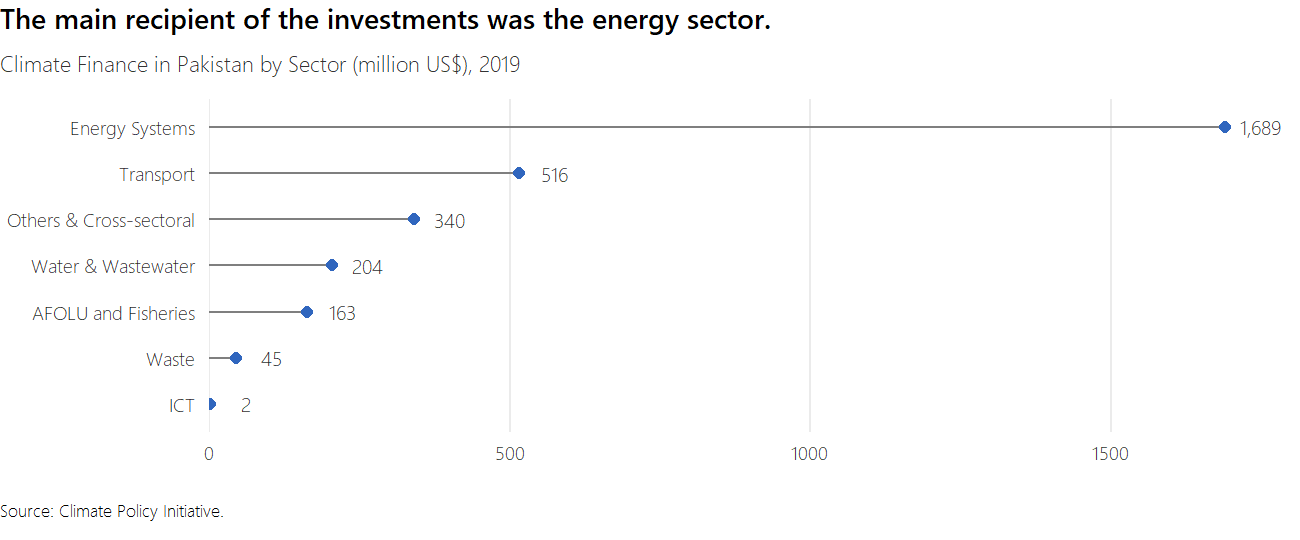 The main recipient of the investments was the energy sector.
Climate Finance in Pakistan by Sector (million US$), 2019
Energy Systems 1,689
Transport 516
Others & Cross-sectoral 340
Water & Wastewater 204
AFOLU and Fisheries 163
Waste 45
ICT 2
0 500 1000 1500
Source: Climate Policy Initiative.